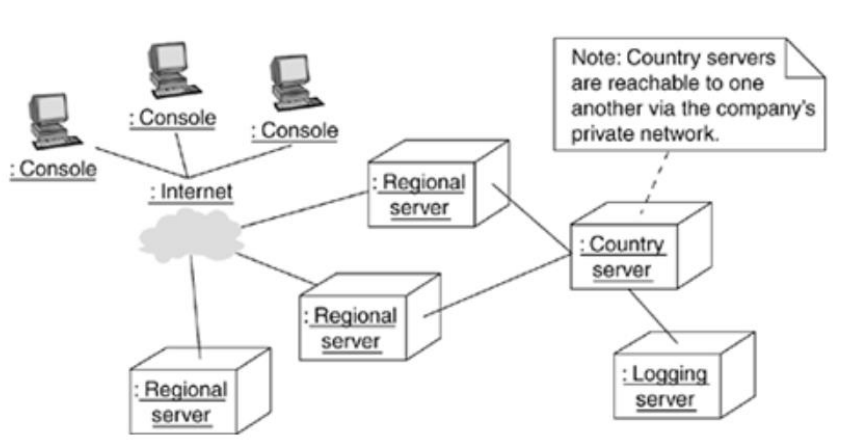 : Console
: Console
: Console
: Internet
Note: Country servers
are reachable to one
another via the company's
private network.
: Regional
server
: Country
server
: Regional
server
: Regional
server
: Logging
server